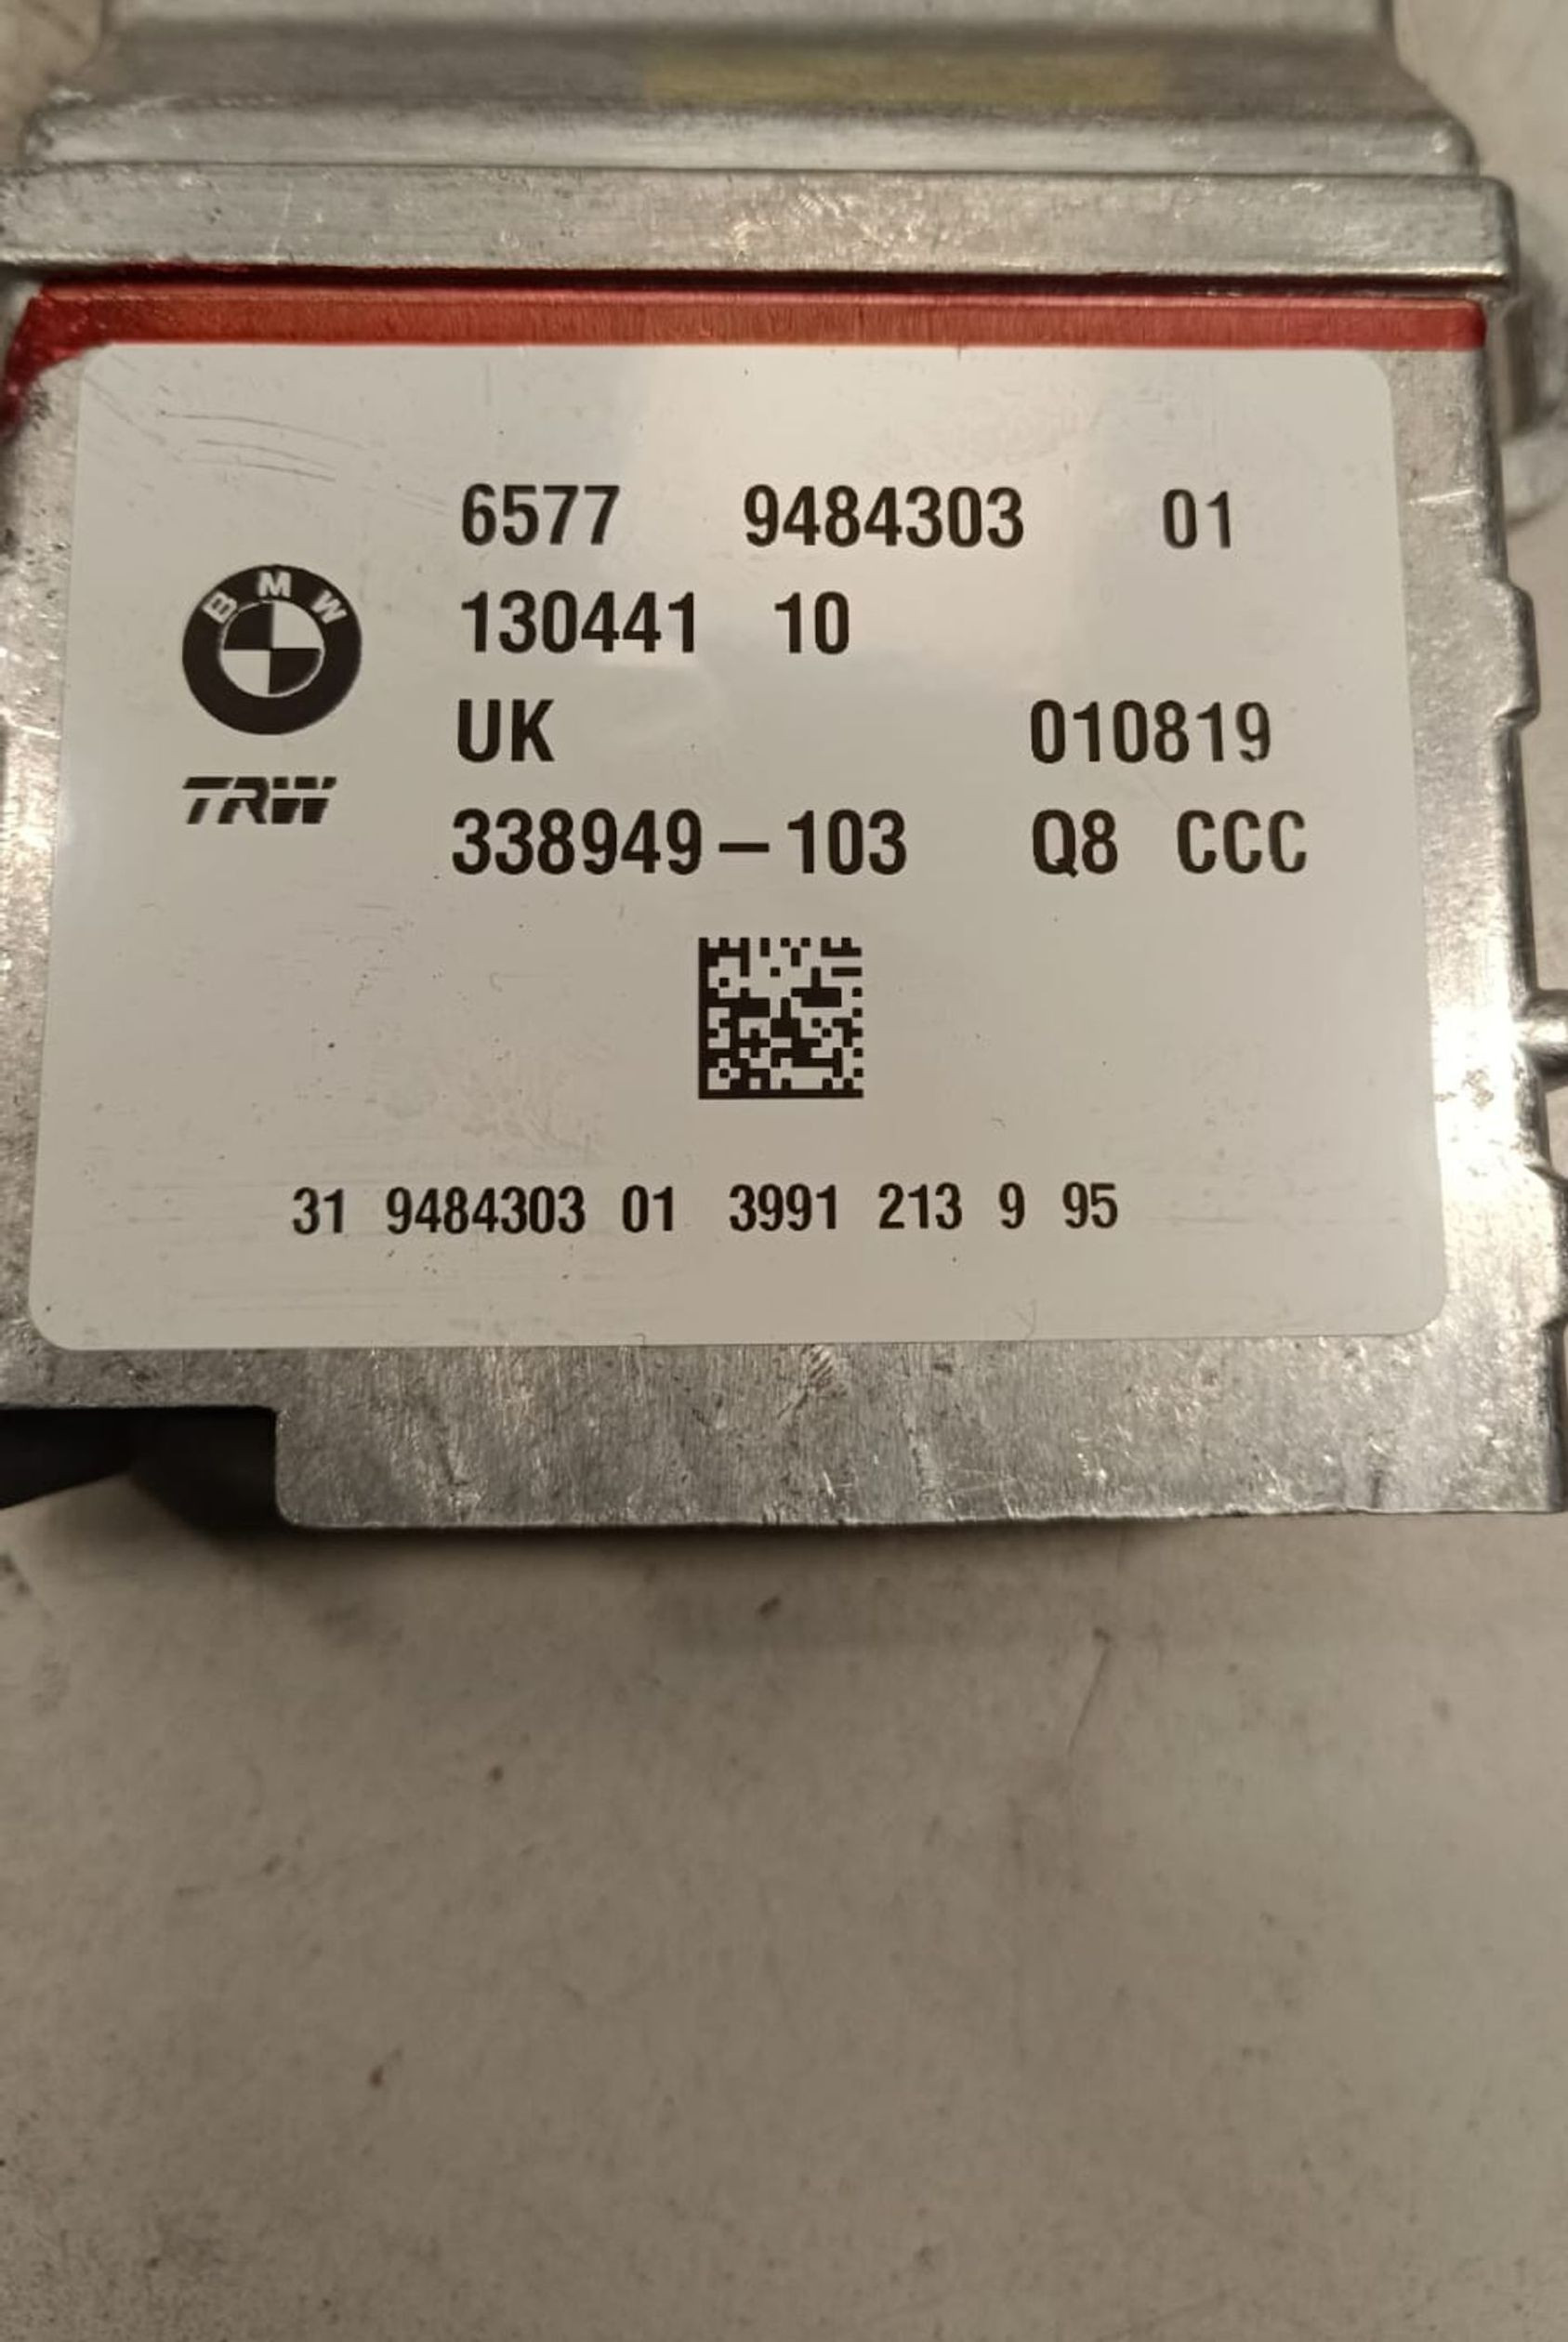 6577 9484303 01
130441 10
BMW
UK 010819
TRW
338949-103 Q8 CCC
31 9484303 01 3991 213 9 95